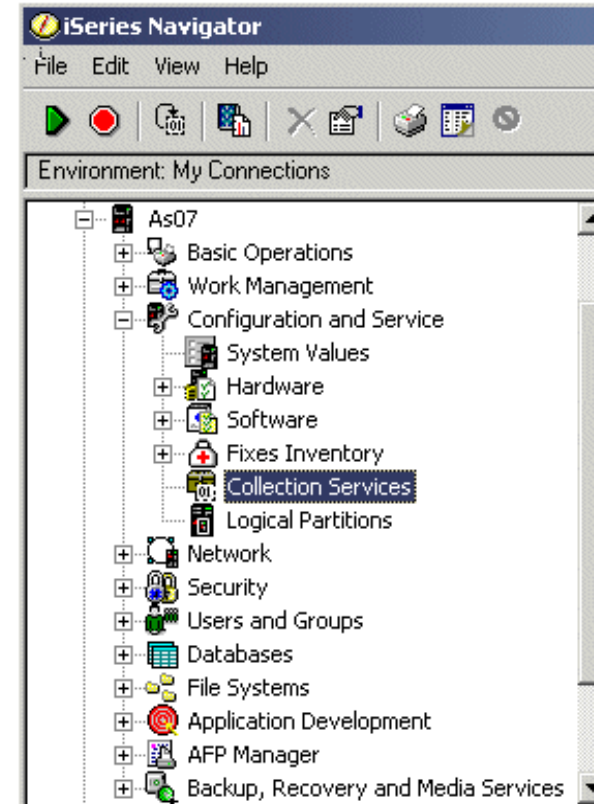 iSeries Navigator
File Edit View Help
Environment: My Connections
As07
Basic Operations
Work Management
Configuration and Service
System Values
Hardware
Software
Fixes Inventory
Collection Services
Logical Partitions
Network
Security
Users and Groups
Databases
File Systems
Application Development
AFP Manager
Backup, Recovery and Media Services